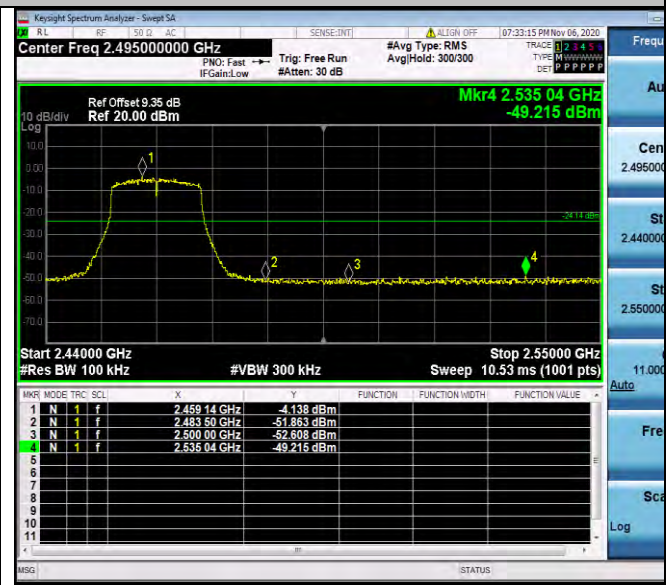 Keysight Spectrum Analyzer - Swept SA
RL RF 50 Ω AC SENSE:INT ALIGN OFF 07:33:15 PM Nov 06, 2020
Center Freq 2.495000000 GHz
PNO: Fast
IFGain:Low
Trig: Free Run
#Atten: 30 dB
#Avg Type: RMS
Avg|Hold: 300/300
TRACE 1 2 3 4 5 6
TYPE M W W W W W
DET P P P P P P
Frequ
Ref Offset 9.35 dB
10 dB/div Ref 20.00 dBm
Log
Mkr4 2.535 04 GHz
-49.215 dBm
10.0
0.00
-10.0
-20.0
-30.0
-40.0
-50.0
-60.0
-70.0
1
2
3
4
-24.14 dBm
Start 2.44000 GHz Stop 2.55000 GHz
#Res BW 100 kHz #VBW 300 kHz Sweep 10.53 ms (1001 pts)
MKR MODE TRC SCL X Y FUNCTION FUNCTION WIDTH FUNCTION VALUE
1 N 1 f 2.459 14 GHz -4.138 dBm
2 N 1 f 2.483 50 GHz -51.863 dBm
3 N 1 f 2.500 00 GHz -52.608 dBm
4 N 1 f 2.535 04 GHz -49.215 dBm
5
6
7
8
9
10
11
MSG STATUS
Au
Cen
2.495000
St
2.440000
St
2.550000
11.000
Auto
Fre
Sca
Log